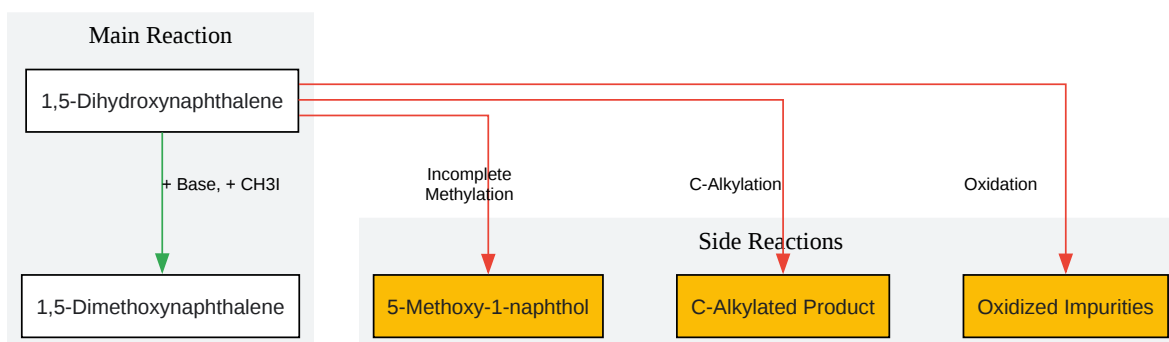 Main Reaction
1,5-Dihydroxynaphthalene
+ Base, + CH3I
Incomplete
Methylation
C-Alkylation
Oxidation
Side Reactions
1,5-Dimethoxynaphthalene
5-Methoxy-1-naphthol
C-Alkylated Product
Oxidized Impurities